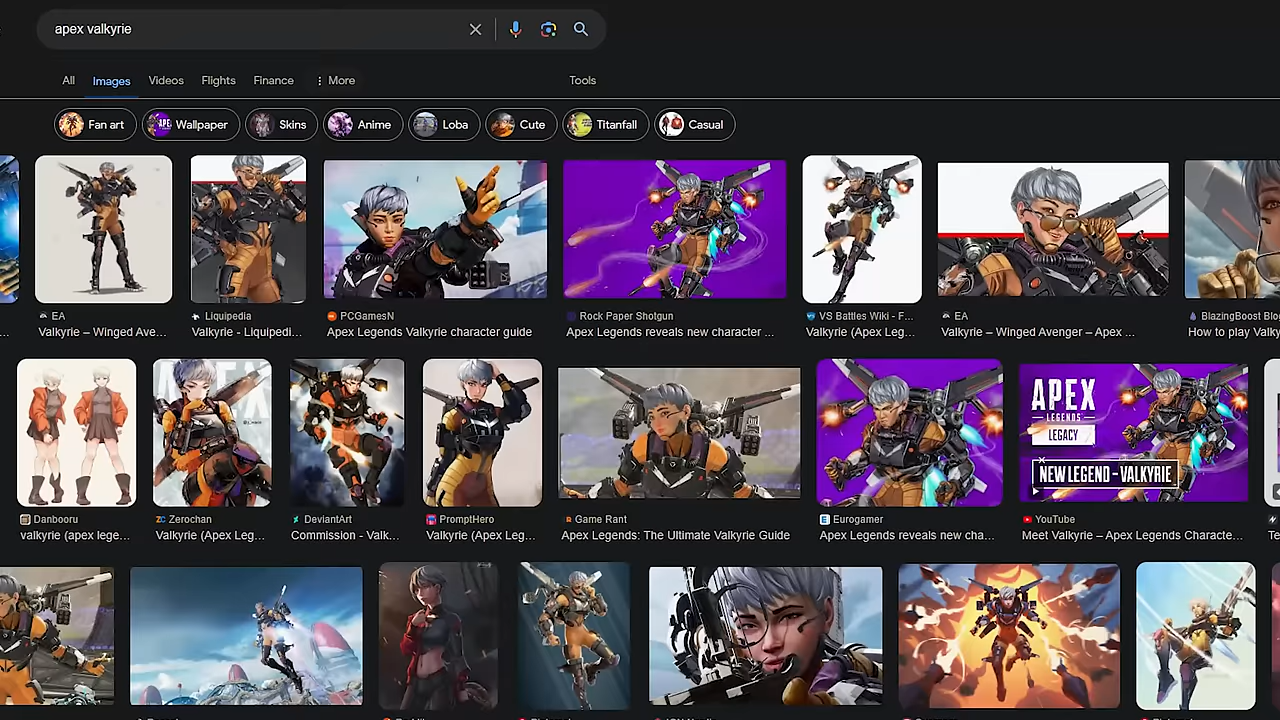 apex valkyrie
All Images Videos Flights Finance More Tools
Fan art Wallpaper Skins Anime Loba Cute Titanfall Casual
EA Liquipedia PCGamesN Rock Paper Shotgun VS Battles Wiki - F... EA BlazingBoost Blog
Valkyrie – Winged Ave... Valkyrie - Liquipedi... Apex Legends Valkyrie character guide Apex Legends reveals new character ... Valkyrie (Apex Leg... Valkyrie – Winged Avenger – Apex ... How to play Valky
APEX
LEGENDS
LEGACY
NEW LEGEND - VALKYRIE
Danbooru Zerochan DeviantArt PromptHero Game Rant Eurogamer YouTube
valkyrie (apex lege... Valkyrie (Apex Leg... Commission - Valk... Valkyrie (Apex Leg... Apex Legends: The Ultimate Valkyrie Guide Apex Legends reveals new cha... Meet Valkyrie – Apex Legends Characte...